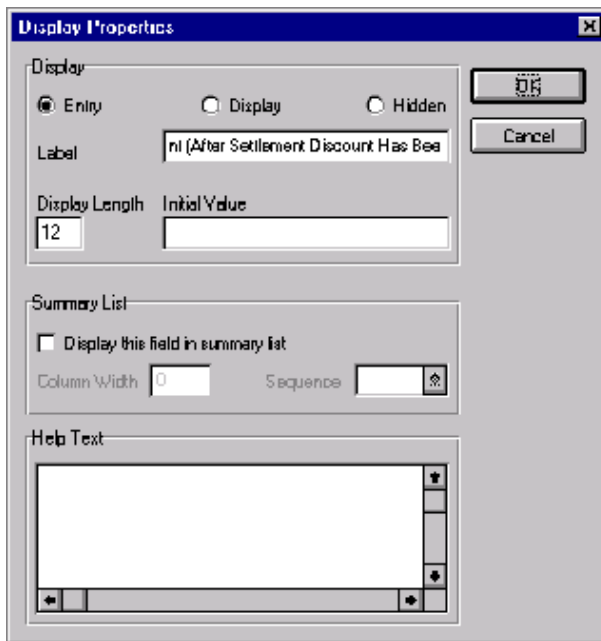 Display Properties
Display
Entry
Display
Hidden
OK
Cancel
Label
nt (After Settlement Discount Has Bee
Display Length
Initial Value
12
Summary List
Display this field in summary list
Column Width
0
Sequence
Help Text